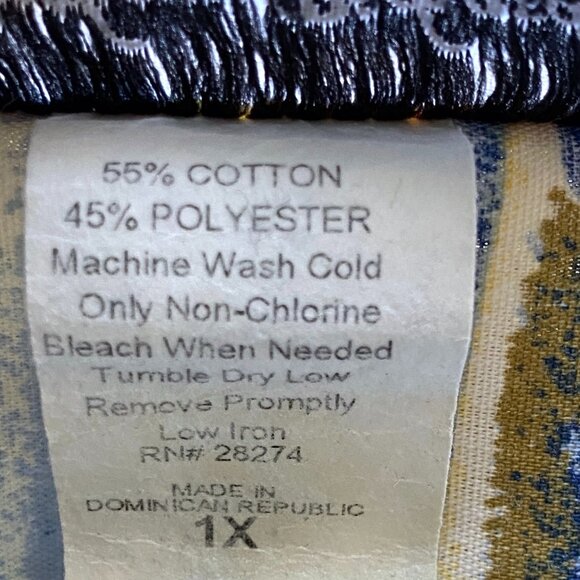 55% COTTON
45% POLYESTER
Machine Wash Cold
Only Non-Chlorine
Bleach When Needed
Tumble Dry Low
Remove Promptly
Low Iron
RN# 28274
MADE IN
DOMINICAN REPUBLIC
1X